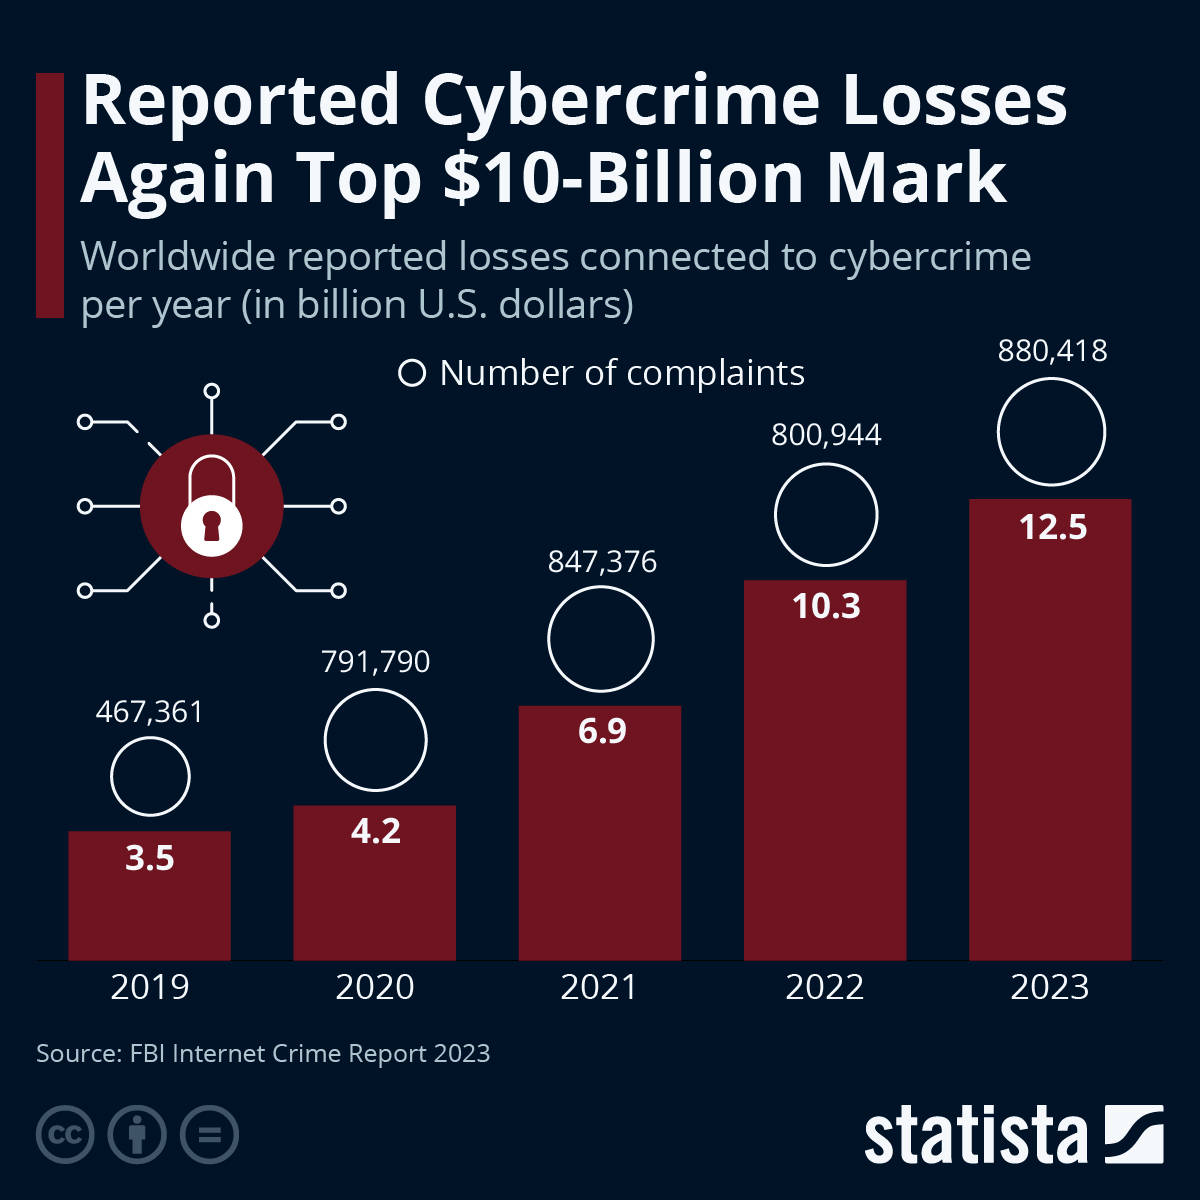 Reported Cybercrime Losses
Again Top $10-Billion Mark
Worldwide reported losses connected to cybercrime
per year (in billion U.S. dollars)
Number of complaints
467,361
3.5
791,790
4.2
847,376
6.9
800,944
10.3
880,418
12.5
2019 2020 2021 2022 2023
Source: FBI Internet Crime Report 2023
cc
statista